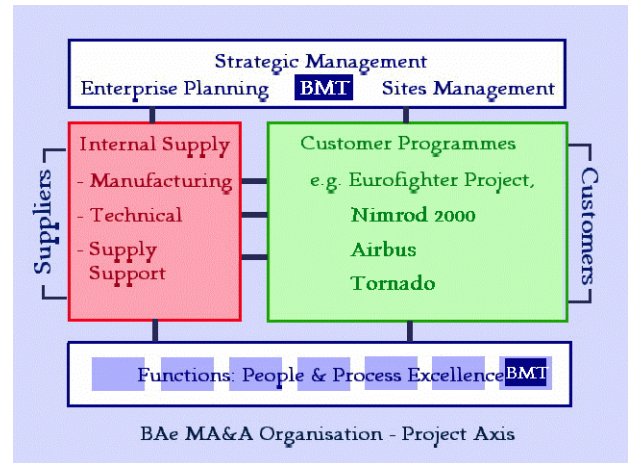 Strategic Management
Enterprise Planning BMT Sites Management
Suppliers
Internal Supply
- Manufacturing
- Technical
- Supply
Support
Customer Programmes
e.g. Eurofighter Project,
Nimrod 2000
Airbus
Tornado
Customers
Functions: People & Process Excellence BMT
BAe MA&A Organisation - Project Axis